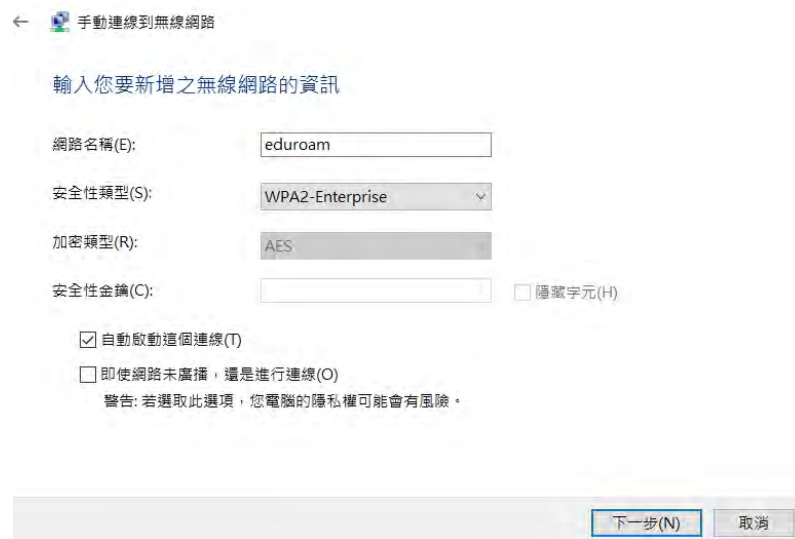 手動連線到無線網路
輸入您要新增之無線網路的資訊
網路名稱(E): eduroam
安全性類型(S): WPA2-Enterprise
加密類型(R): AES
安全性金鑰(C): 隱藏字元(H)
自動啟動這個連線(T)
即使網路未廣播，還是進行連線(O)
警告: 若選取此選項，您電腦的隱私權可能會有風險。
下一步(N) 取消